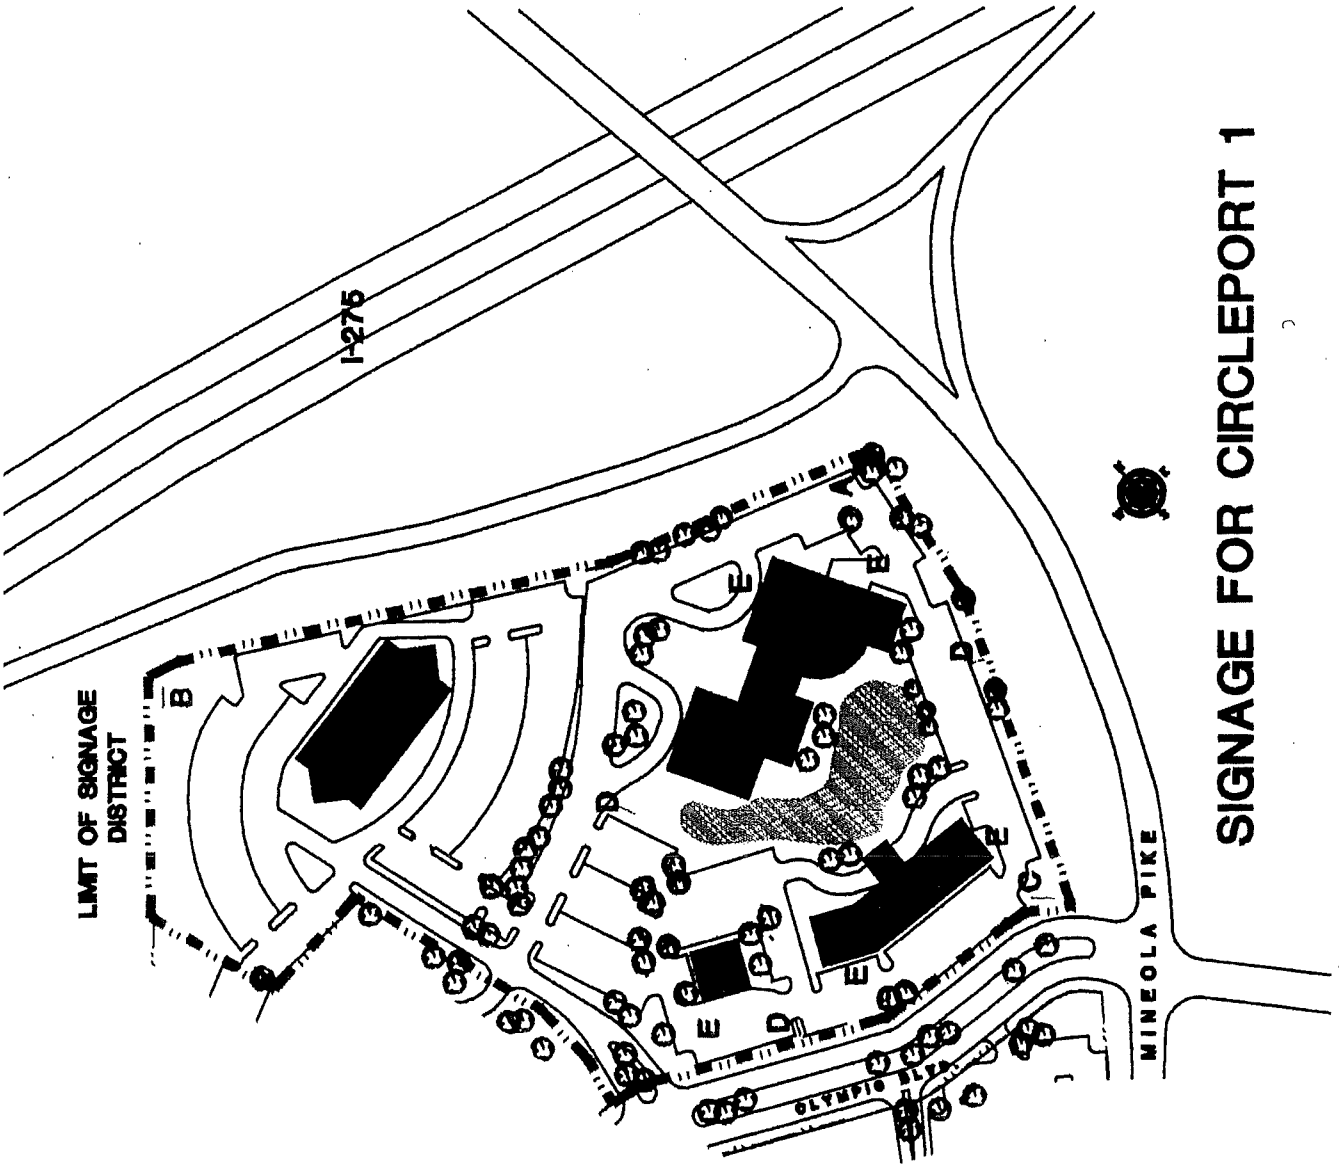 I-275
LIMIT OF SIGNAGE
DISTRICT
B
A
E
E
D
D
E
C
E
E
D
OLYMPIC BLVD.
MINEOLA PIKE
SIGNAGE FOR CIRCLEPORT 1